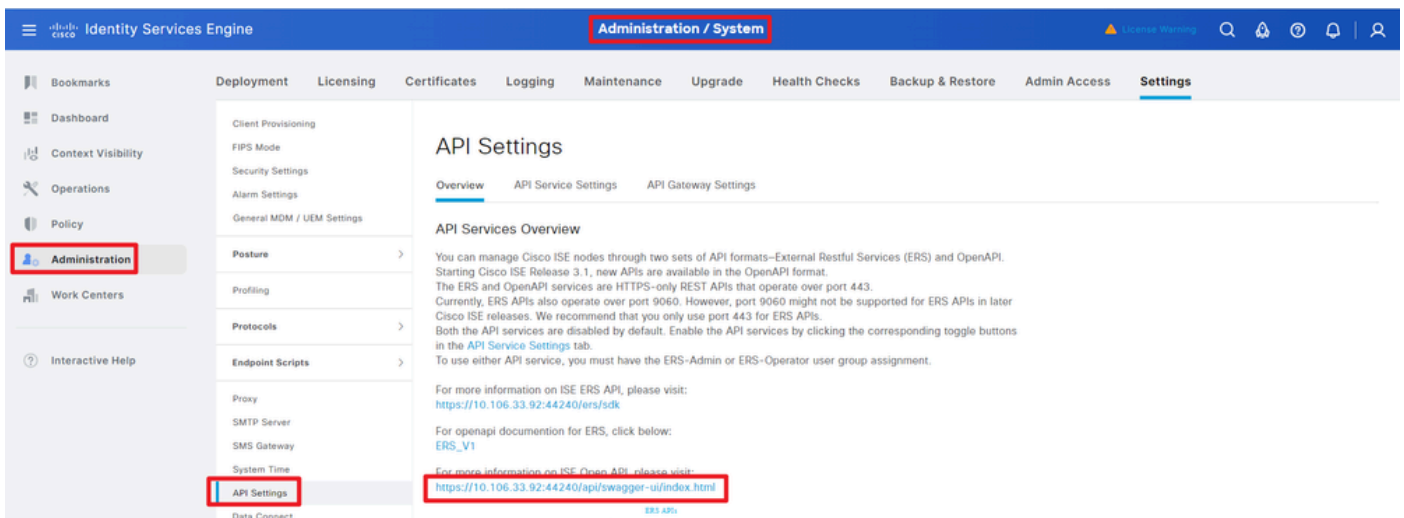 cisco Identity Services Engine
Administration / System
License Warning
Bookmarks
Dashboard
Context Visibility
Operations
Policy
Administration
Work Centers
Interactive Help
Deployment Licensing Certificates Logging Maintenance Upgrade Health Checks Backup & Restore Admin Access Settings
Client Provisioning
FIPS Mode
Security Settings
Alarm Settings
General MDM / UEM Settings
Posture
Profiling
Protocols
Endpoint Scripts
Proxy
SMTP Server
SMS Gateway
System Time
API Settings
Data Connect
API Settings
Overview API Service Settings API Gateway Settings
API Services Overview
You can manage Cisco ISE nodes through two sets of API formats–External Restful Services (ERS) and OpenAPI.
Starting Cisco ISE Release 3.1, new APIs are available in the OpenAPI format.
The ERS and OpenAPI services are HTTPS-only REST APIs that operate over port 443.
Currently, ERS APIs also operate over port 9060. However, port 9060 might not be supported for ERS APIs in later
Cisco ISE releases. We recommend that you only use port 443 for ERS APIs.
Both the API services are disabled by default. Enable the API services by clicking the corresponding toggle buttons
in the API Service Settings tab.
To use either API service, you must have the ERS-Admin or ERS-Operator user group assignment.
For more information on ISE ERS API, please visit:
https://10.106.33.92:44240/ers/sdk
For openapi documention for ERS, click below:
ERS_V1
For more information on ISE Open API, please visit:
https://10.106.33.92:44240/api/swagger-ui/index.html
ERS APIs